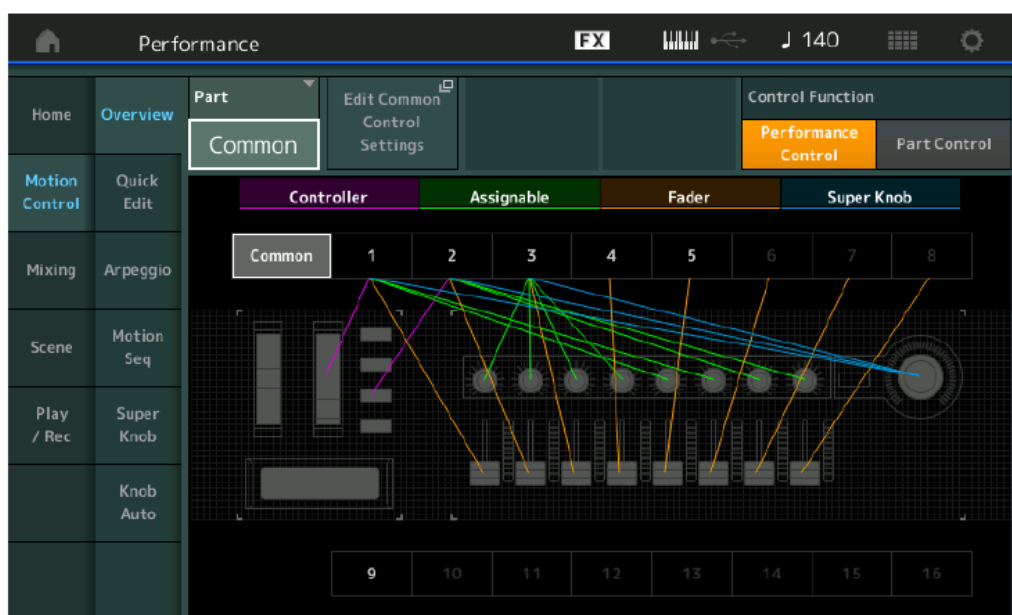 Performance
FX
♩ 140
Home
Overview
Part
Common
Edit Common
Control
Settings
Control Function
Performance
Control
Part Control
Motion
Control
Quick
Edit
Controller
Assignable
Fader
Super Knob
Mixing
Arpeggio
Common
1
2
3
4
5
6
7
8
Scene
Motion
Seq
Play
/ Rec
Super
Knob
Knob
Auto
9
10
11
12
13
14
15
16